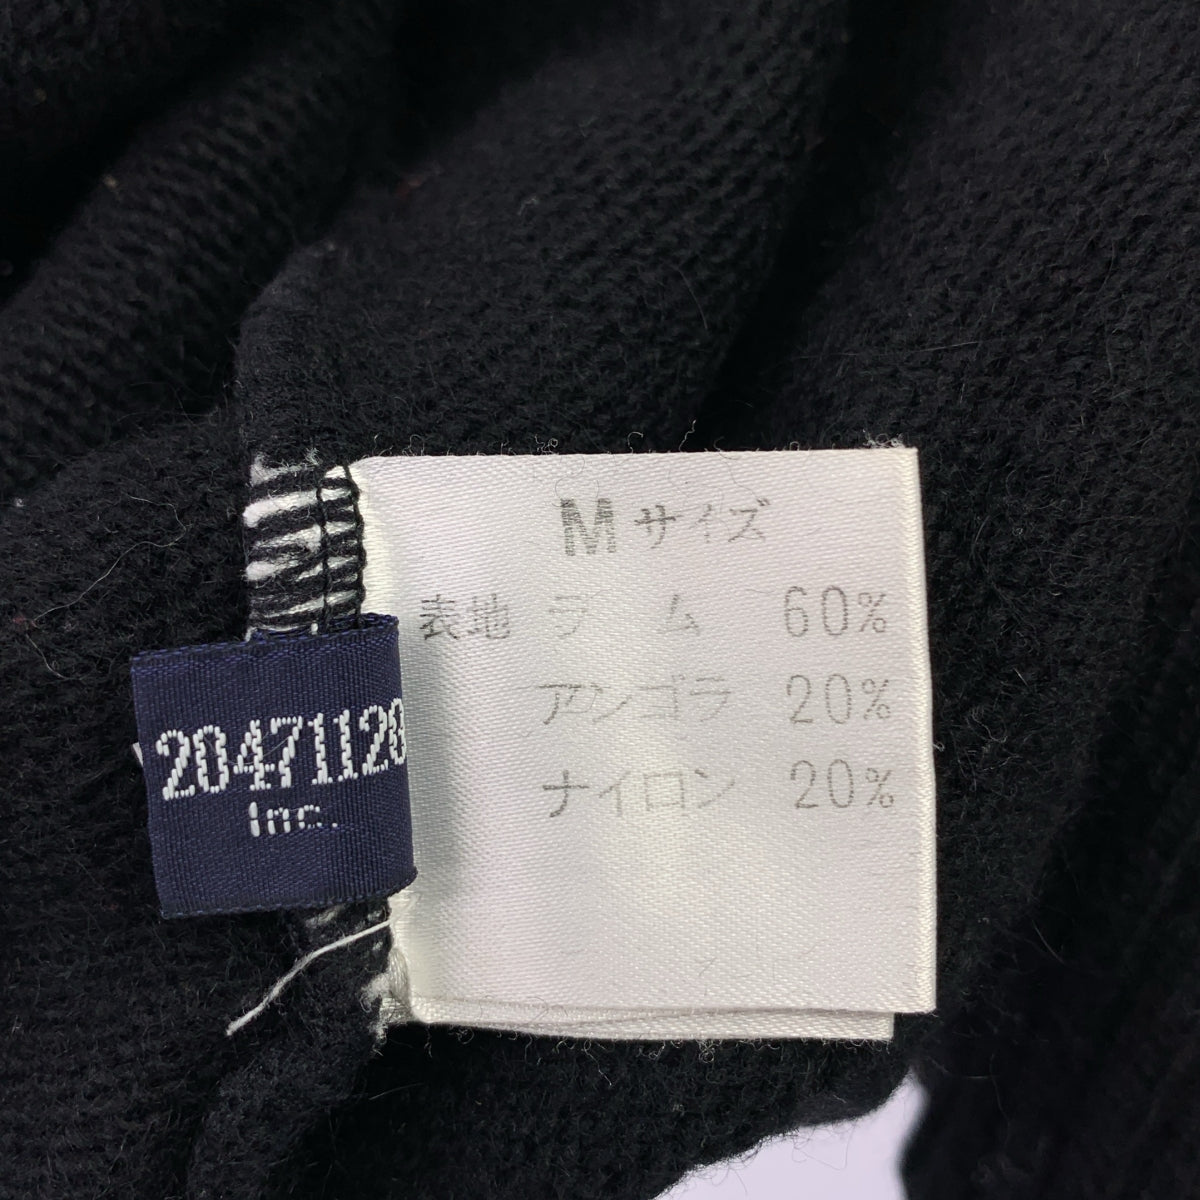 Mサイズ
表地 ラム 60%
アンゴラ 20%
ナイロン 20%
20471120
Inc.